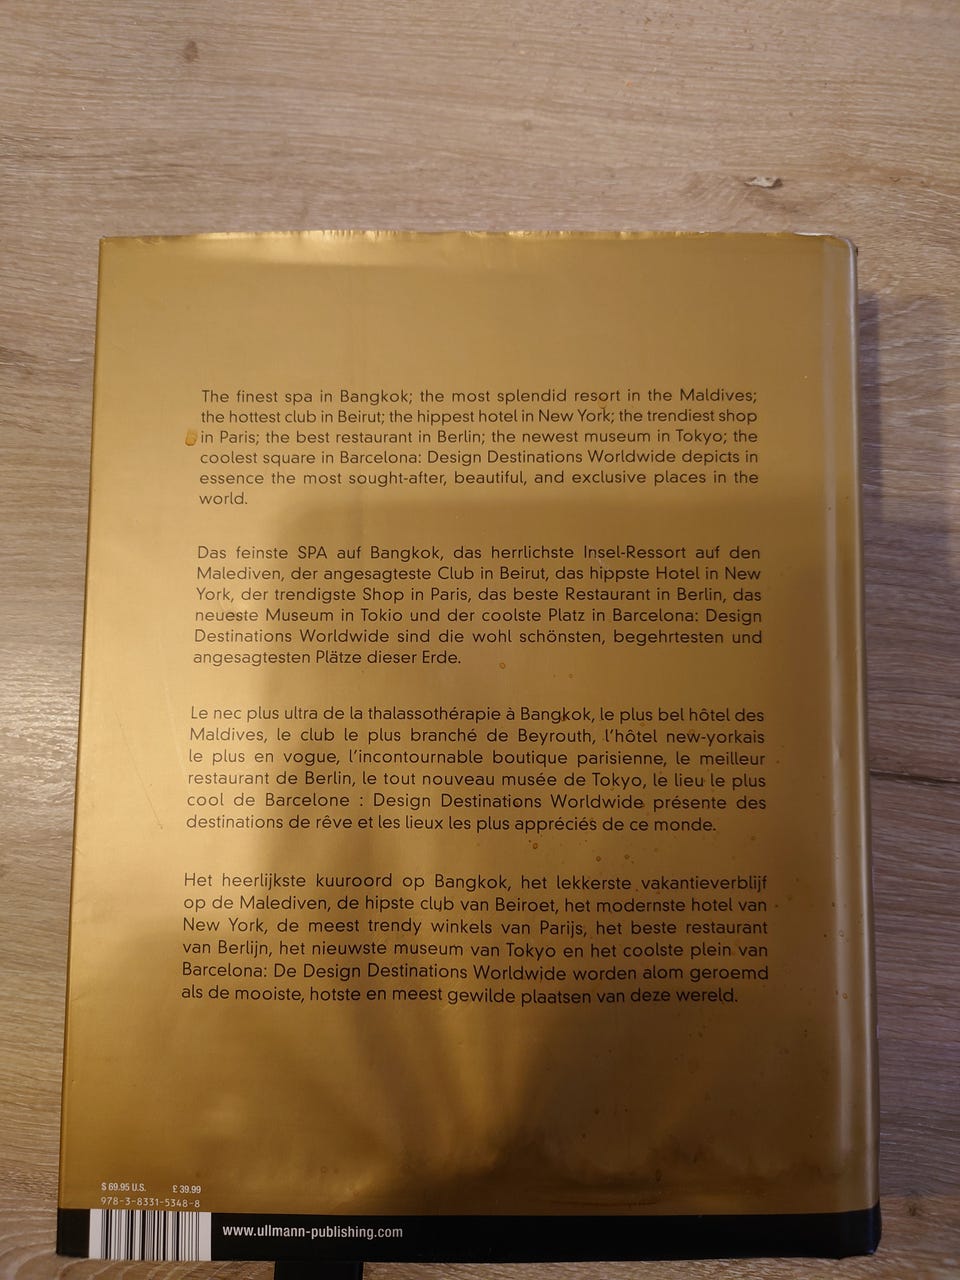 The finest spa in Bangkok; the most splendid resort in the Maldives;
the hottest club in Beirut; the hippest hotel in New York; the trendiest shop
in Paris; the best restaurant in Berlin; the newest museum in Tokyo; the
coolest square in Barcelona: Design Destinations Worldwide depicts in
essence the most sought-after, beautiful, and exclusive places in the
world.
Das feinste SPA auf Bangkok, das herrlichste Insel-Ressort auf den
Malediven, der angesagteste Club in Beirut, das hippste Hotel in New
York, der trendigste Shop in Paris, das beste Restaurant in Berlin, das
neueste Museum in Tokio und der coolste Platz in Barcelona: Design
Destinations Worldwide sind die wohl schönsten, begehrtesten und
angesagtesten Plätze dieser Erde.
Le nec plus ultra de la thalassothérapie à Bangkok, le plus bel hôtel des
Maldives, le club le plus branché de Beyrouth, l'hôtel new-yorkais
le plus en vogue, l'incontournable boutique parisienne, le meilleur
restaurant de Berlin, le tout nouveau musée de Tokyo, le lieu le plus
cool de Barcelone : Design Destinations Worldwide présente des
destinations de rêve et les lieux les plus appréciés de ce monde.
Het heerlijkste kuuroord op Bangkok, het lekkerste vakantieverblijf
op de Malediven, de hipste club van Beiroet, het modernste hotel van
New York, de meest trendy winkels van Parijs, het beste restaurant
van Berlijn, het nieuwste museum van Tokyo en het coolste plein van
Barcelona: De Design Destinations Worldwide worden alom geroemd
als de mooiste, hotste en meest gewilde plaatsen van deze wereld.
$ 69.95 U.S. £ 39.99
978-3-8331-5348-8
www.ullmann-publishing.com